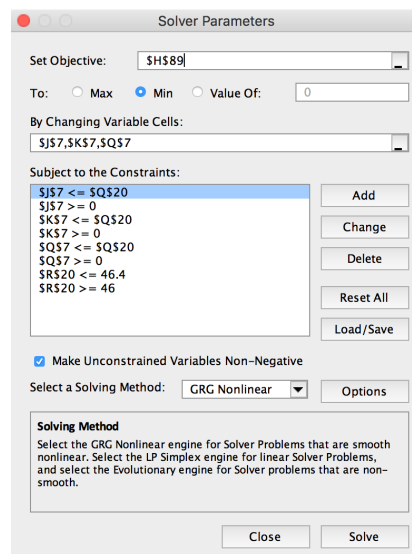 Solver Parameters
Set Objective: $H$89
To: Max Min Value Of: 0
By Changing Variable Cells:
$J$7,$K$7,$Q$7
Subject to the Constraints:
$J$7 <= $Q$20
$J$7 >= 0
$K$7 <= $Q$20
$K$7 >= 0
$Q$7 <= $Q$20
$Q$7 >= 0
$R$20 <= 46.4
$R$20 >= 46
Add
Change
Delete
Reset All
Load/Save
Make Unconstrained Variables Non-Negative
Select a Solving Method: GRG Nonlinear Options
Solving Method
Select the GRG Nonlinear engine for Solver Problems that are smooth
nonlinear. Select the LP Simplex engine for linear Solver Problems,
and select the Evolutionary engine for Solver problems that are non-
smooth.
Close Solve